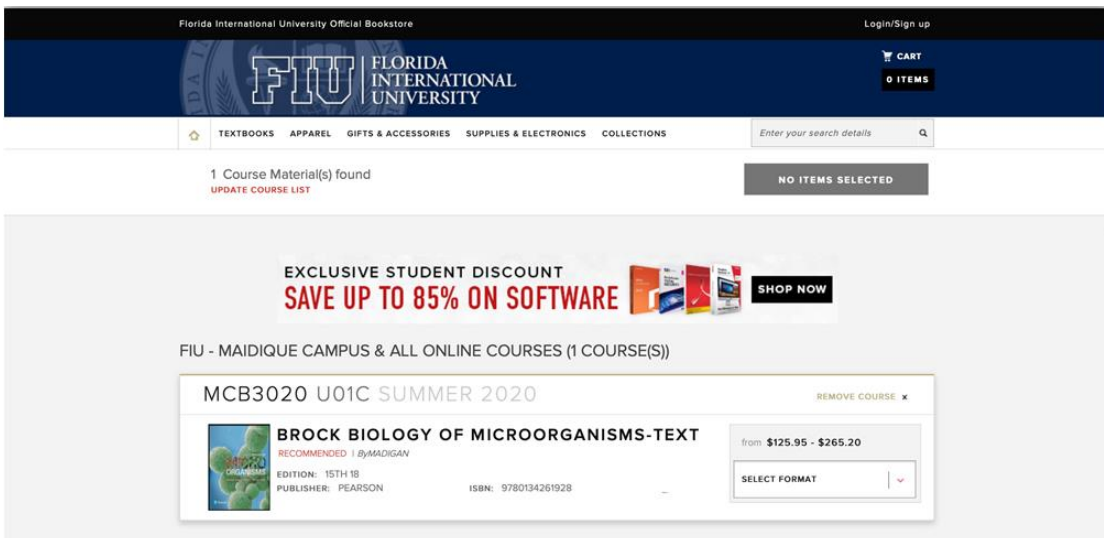 Florida International University Official Bookstore
Login/Sign up
FIU
FLORIDA
INTERNATIONAL
UNIVERSITY
CART
0 ITEMS
TEXTBOOKS APPAREL GIFTS & ACCESSORIES SUPPLIES & ELECTRONICS COLLECTIONS
Enter your search details
1 Course Material(s) found
UPDATE COURSE LIST
NO ITEMS SELECTED
EXCLUSIVE STUDENT DISCOUNT
SAVE UP TO 85% ON SOFTWARE
SHOP NOW
FIU - MAIDIQUE CAMPUS & ALL ONLINE COURSES (1 COURSE(S))
MCB3020 U01C SUMMER 2020
REMOVE COURSE x
BROCK BIOLOGY OF MICROORGANISMS-TEXT
RECOMMENDED | ByMADIGAN
EDITION: 15TH 18
PUBLISHER: PEARSON ISBN: 9780134261928
from $125.95 - $265.20
SELECT FORMAT